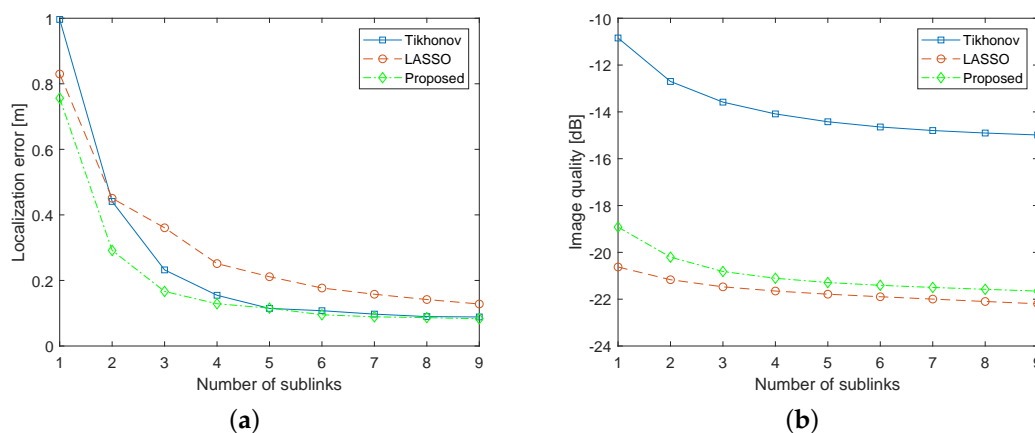 1
0.8
0.6
0.4
0.2
0
Localization error [m]
Tikhonov
LASSO
Proposed
1 2 3 4 5 6 7 8 9
Number of sublinks
(a)
-10
-12
-14
-16
-18
-20
-22
-24
Image quality [dB]
Tikhonov
LASSO
Proposed
1 2 3 4 5 6 7 8 9
Number of sublinks
(b)